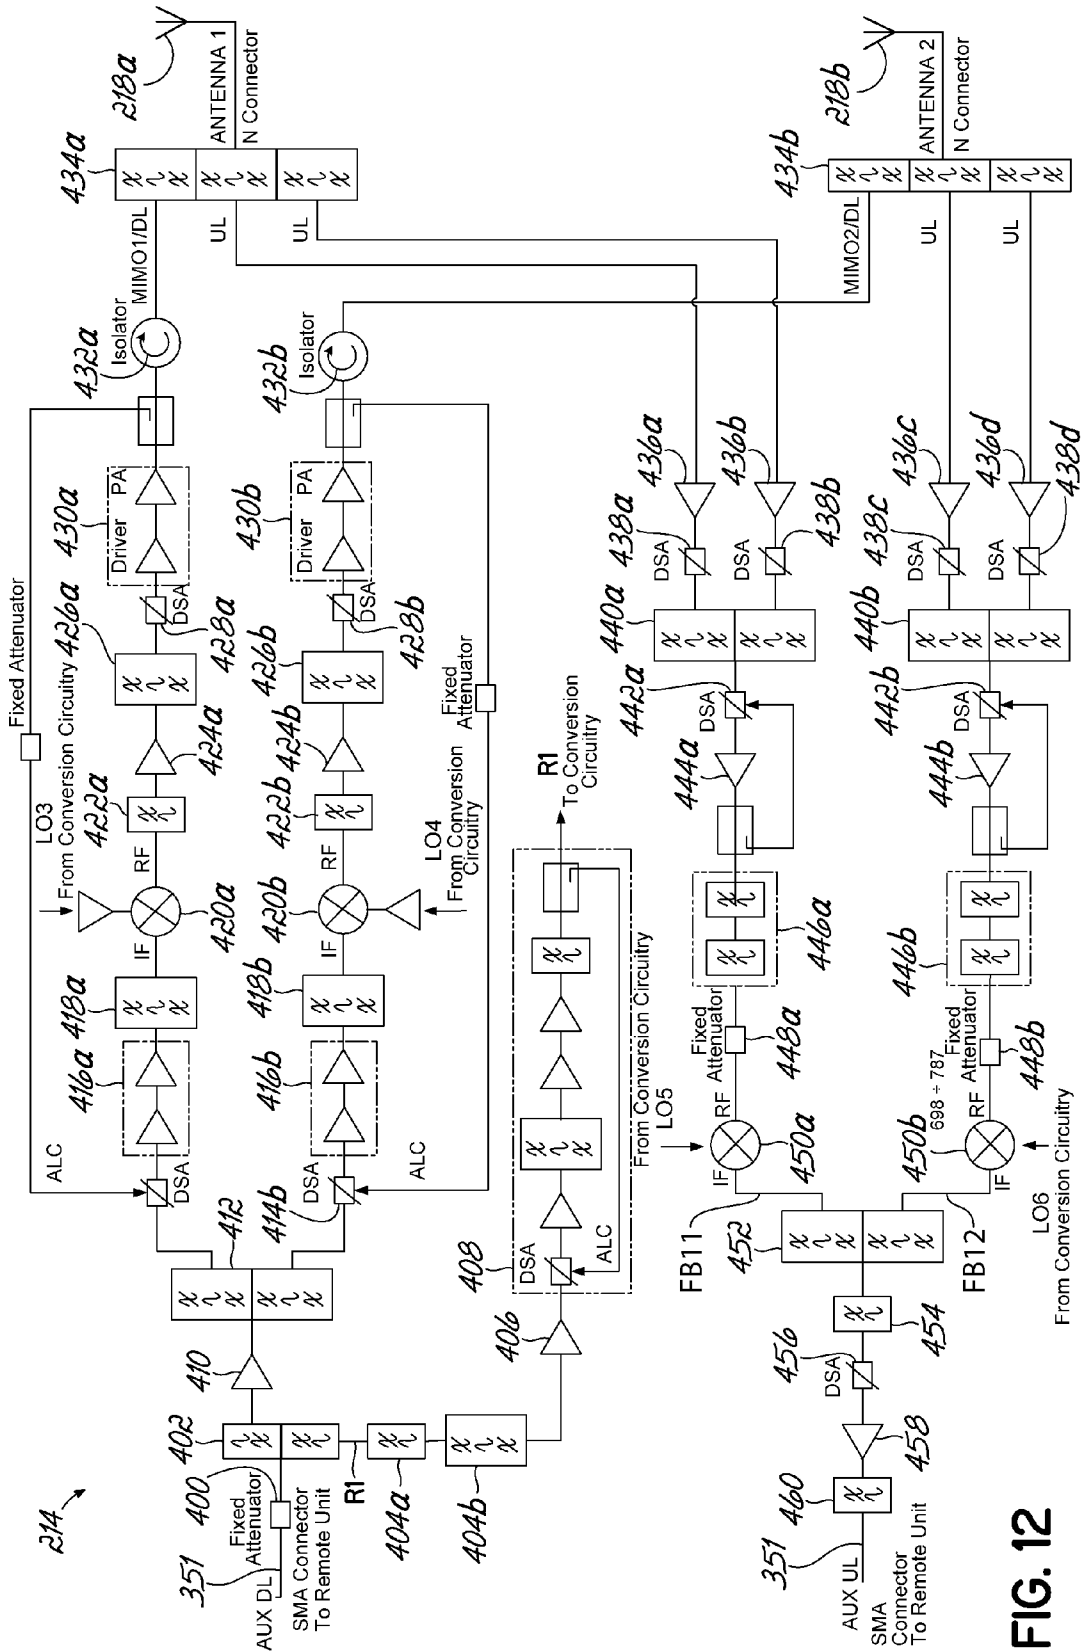 214
351
AUX DL
SMA Connector
To Remote Unit
Fixed
Attenuator
400
402
R1
404a
404b
406
410
412
DSA
414b
DSA
ALC
ALC
416a
416b
418a
418b
IF
IF
420a
420b
LO3
From Conversion Circuitry
LO4
From Conversion
Circuitry
RF
RF
422a
422b
424a
424b
426a
426b
Fixed Attenuator
Fixed
Attenuator
DSA
428a
DSA
428b
430a
Driver
PA
430b
Driver
PA
432a
Isolator
432b
Isolator
MIMO1/DL
UL
UL
434a
ANTENNA 1
N Connector
218a
408
DSA
ALC
R1
To Conversion
Circuitry
MIMO2/DL
UL
UL
434b
ANTENNA 2
N Connector
218b
436a
436b
436c
436d
438a
DSA
438b
DSA
438c
DSA
438d
DSA
440a
440b
442a
DSA
442b
DSA
444a
444b
446a
446b
Fixed
Attenuator
448a
Fixed
Attenuator
448b
From Conversion Circuitry
LO5
RF
450a
IF
698 ÷ 787
RF
450b
IF
LO6
From Conversion Circuitry
FB11
FB12
452
454
456
DSA
458
460
351
AUX UL
SMA
Connector
To Remote Unit
FIG. 12